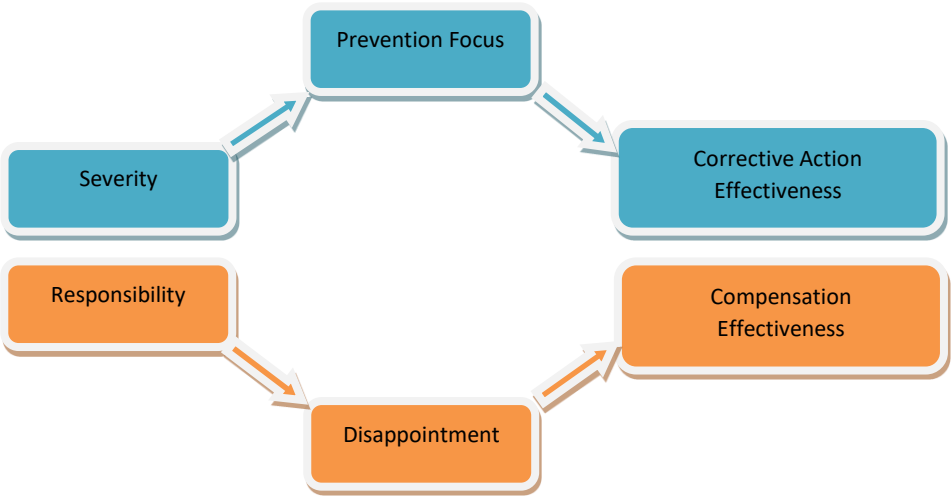 Prevention Focus
Severity
Corrective Action
Effectiveness
Responsibility
Compensation
Effectiveness
Disappointment